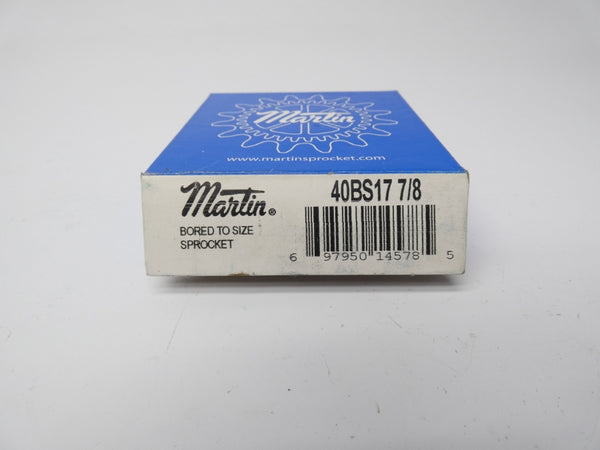 Martin
www.martinsprocket.com
Martin®
40BS17 7/8
BORED TO SIZE
SPROCKET
6 97950 14578 5